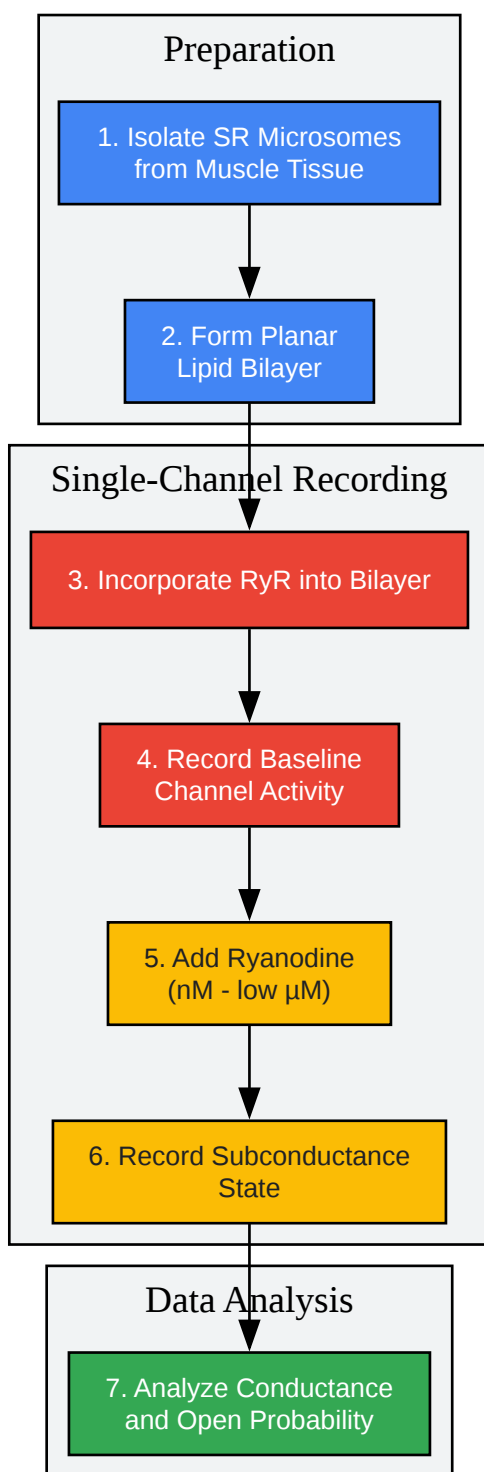 Preparation
1. Isolate SR Microsomes
from Muscle Tissue
2. Form Planar
Lipid Bilayer
Single-Channel Recording
3. Incorporate RyR into Bilayer
4. Record Baseline
Channel Activity
5. Add Ryanodine
(nM - low µM)
6. Record Subconductance
State
Data Analysis
7. Analyze Conductance
and Open Probability